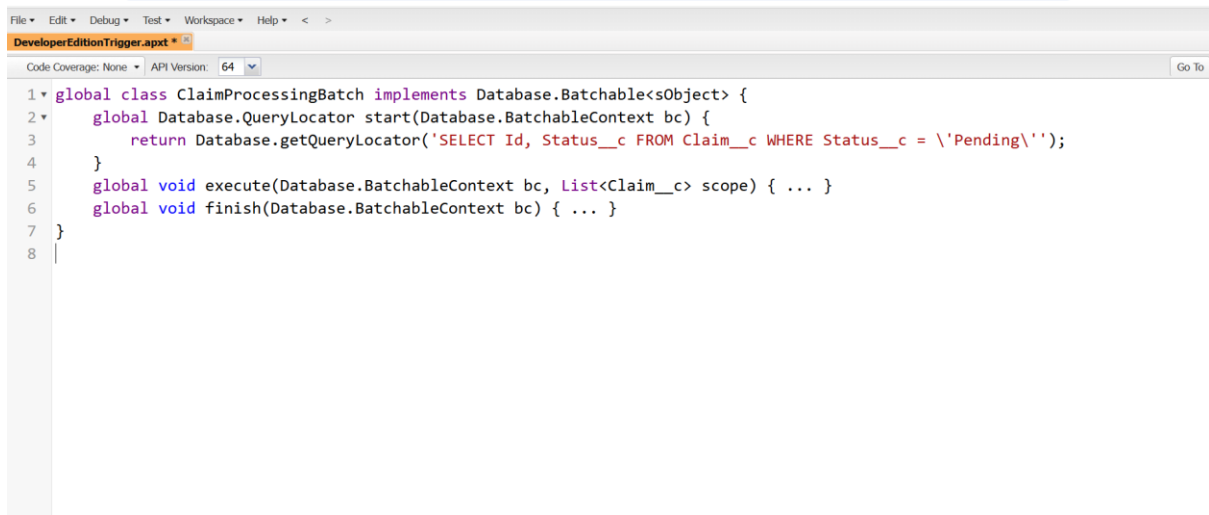 File Edit Debug Test Workspace Help < >
DeveloperEditionTrigger.apxt *
Code Coverage: None API Version: 64 Go To
1 global class ClaimProcessingBatch implements Database.Batchable<sObject> {
2 global Database.QueryLocator start(Database.BatchableContext bc) {
3 return Database.getQueryLocator('SELECT Id, Status__c FROM Claim__c WHERE Status__c = \'Pending\'');
4 }
5 global void execute(Database.BatchableContext bc, List<Claim__c> scope) { ... }
6 global void finish(Database.BatchableContext bc) { ... }
7 }
8